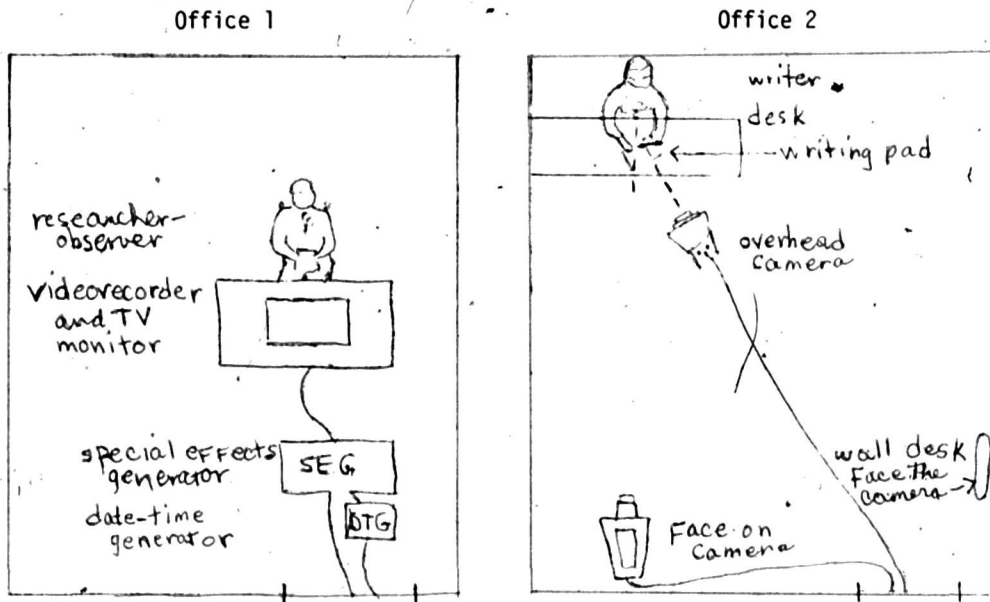 Office 1
Office 2
researcher-
observer
videorecorder
and TV
monitor
special effects
generator
SEG
date-time
generator
DTG
writer
desk
writing pad
overhead
camera
wall desk
Face the
camera
Face-on
camera